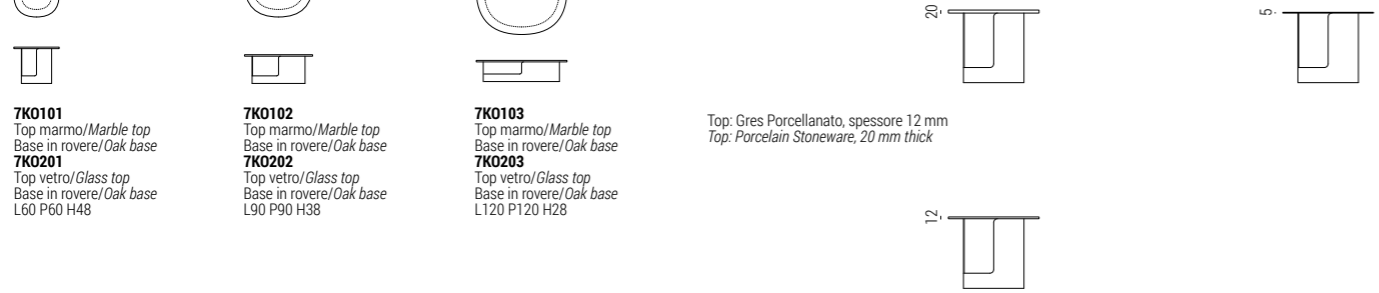 20
5
7KO101
Top marmo/Marble top
Base in rovere/Oak base
7KO201
Top vetro/Glass top
Base in rovere/Oak base
L60 P60 H48
7KO102
Top marmo/Marble top
Base in rovere/Oak base
7KO202
Top vetro/Glass top
Base in rovere/Oak base
L90 P90 H38
7KO103
Top marmo/Marble top
Base in rovere/Oak base
7KO203
Top vetro/Glass top
Base in rovere/Oak base
L120 P120 H28
Top: Gres Porcellanato, spessore 12 mm
Top: Porcelain Stoneware, 20 mm thick
12